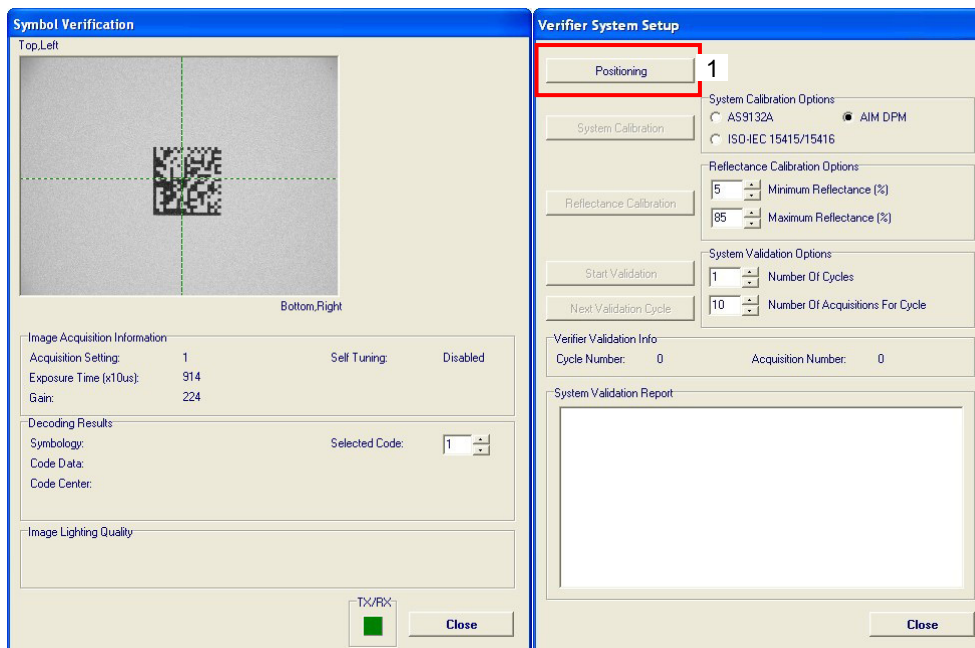 Symbol Verification
Top,Left
Bottom,Right
Image Acquisition Information
Acquisition Setting: 1 Self Tuning: Disabled
Exposure Time (x10us): 914
Gain: 224
Decoding Results
Symbology: Selected Code: 1
Code Data:
Code Center:
Image Lighting Quality
TX/RX
Close
Verifier System Setup
Positioning 1
System Calibration Options
System Calibration AS9132A AIM DPM
ISO-IEC 15415/15416
Reflectance Calibration Options
5 Minimum Reflectance (%)
Reflectance Calibration
85 Maximum Reflectance (%)
System Validation Options
Start Validation 1 Number Of Cycles
Next Validation Cycle 10 Number Of Acquisitions For Cycle
Verifier Validation Info
Cycle Number: 0 Acquisition Number: 0
System Validation Report
Close